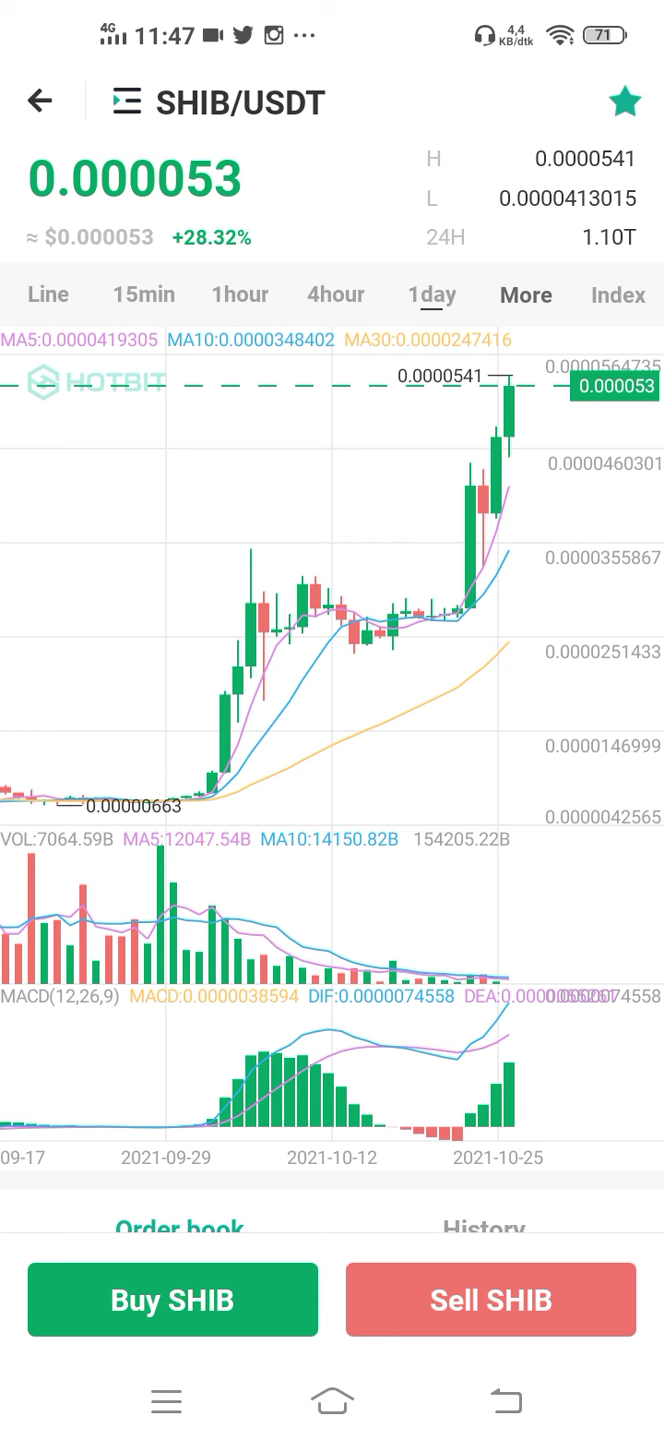 4G 11:47 4,4 KB/dtk 71
SHIB/USDT
0.000053
H 0.0000541
L 0.0000413015
≈ $0.000053 +28.32%
24H 1.10T
Line 15min 1hour 4hour 1day More Index
MA5:0.0000419305 MA10:0.0000348402 MA30:0.0000247416
0.0000564735
0.0000541
HOTBIT
0.000053
0.0000460301
0.0000355867
0.0000251433
0.0000146999
0.00000663
0.0000042565
VOL:7064.59B MA5:12047.54B MA10:14150.82B 154205.22B
MACD(12,26,9) MACD:0.0000038594 DIF:0.0000074558
09-17 2021-09-29 2021-10-12 2021-10-25
Order book History
Buy SHIB Sell SHIB